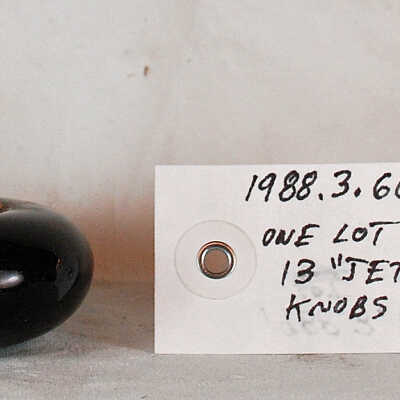 1988.3.60
ONE LOT
13 "JET
KNOBS